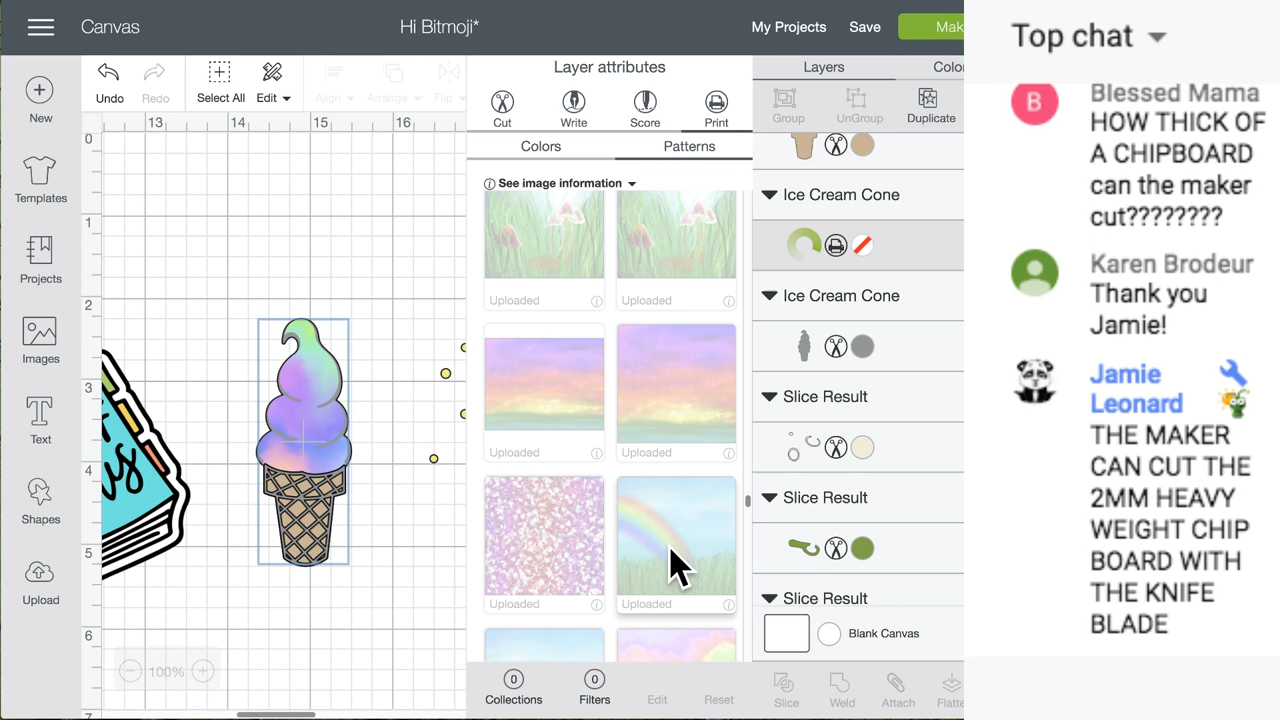 Canvas
Hi Bitmoji*
My Projects
Save
Mak
New
Templates
Projects
Images
Text
Shapes
Upload
Undo
Redo
Select All
Edit
Align
Arrange
Flip
0
13
14
15
16
1
2
3
4
5
6
7
100%
Layer attributes
Cut
Write
Score
Print
Colors
Patterns
See image information
Uploaded
Uploaded
Uploaded
Uploaded
Uploaded
Uploaded
0
Collections
0
Filters
Edit
Reset
Layers
Color
Group
UnGroup
Duplicate
Ice Cream Cone
Ice Cream Cone
Slice Result
Slice Result
Slice Result
Blank Canvas
Slice
Weld
Attach
Flatte
Top chat
B
Blessed Mama
HOW THICK OF
A CHIPBOARD
can the maker
cut????????
Karen Brodeur
Thank you
Jamie!
Jamie
Leonard
THE MAKER
CAN CUT THE
2MM HEAVY
WEIGHT CHIP
BOARD WITH
THE KNIFE
BLADE